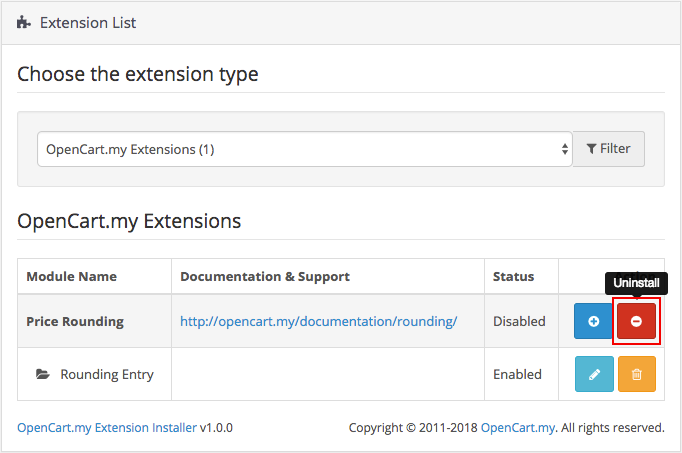 Extension List
Choose the extension type
OpenCart.my Extensions (1)
Filter
OpenCart.my Extensions
Module Name Documentation & Support Status
Uninstall
Price Rounding http://opencart.my/documentation/rounding/ Disabled
Rounding Entry Enabled
OpenCart.my Extension Installer v1.0.0 Copyright © 2011-2018 OpenCart.my. All rights reserved.